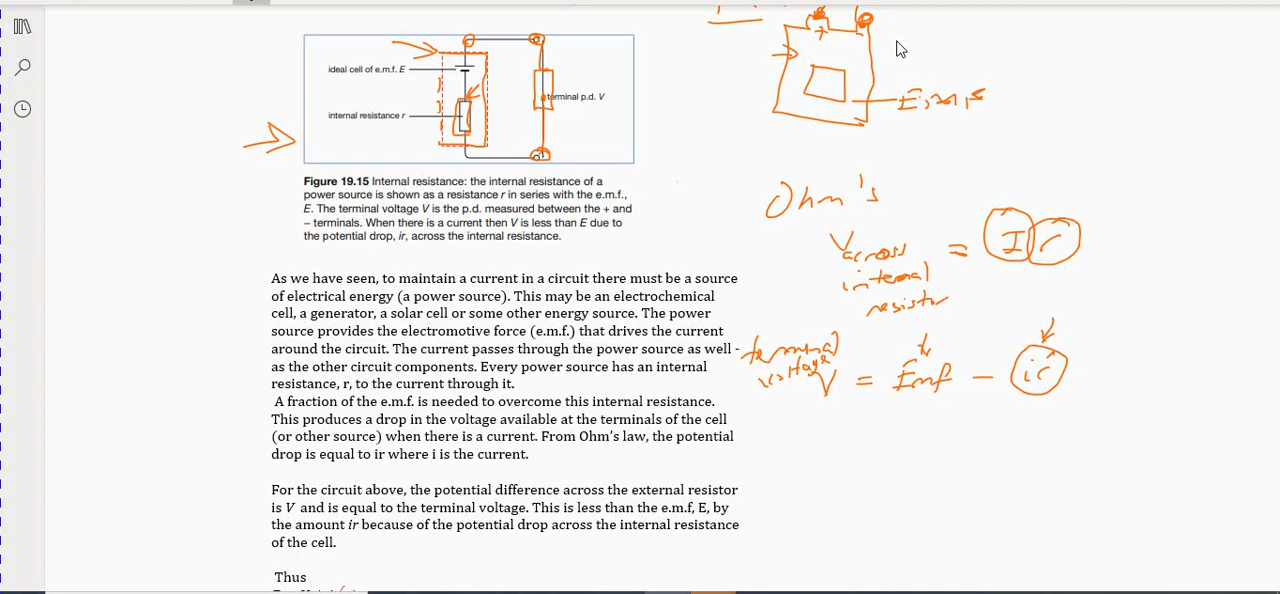 ideal cell of e.m.f. E
terminal p.d. V
internal resistance r
E.m.f
Figure 19.15 Internal resistance: the internal resistance of a
power source is shown as a resistance r in series with the e.m.f.,
E. The terminal voltage V is the p.d. measured between the + and
– terminals. When there is a current then V is less than E due to
the potential drop, ir, across the internal resistance.
Ohm's
V across internal resistor = I r
terminal voltage V = Emf - ir
As we have seen, to maintain a current in a circuit there must be a source
of electrical energy (a power source). This may be an electrochemical
cell, a generator, a solar cell or some other energy source. The power
source provides the electromotive force (e.m.f.) that drives the current
around the circuit. The current passes through the power source as well -
as the other circuit components. Every power source has an internal
resistance, r, to the current through it.
A fraction of the e.m.f. is needed to overcome this internal resistance.
This produces a drop in the voltage available at the terminals of the cell
(or other source) when there is a current. From Ohm's law, the potential
drop is equal to ir where i is the current.
For the circuit above, the potential difference across the external resistor
is V and is equal to the terminal voltage. This is less than the e.m.f, E, by
the amount ir because of the potential drop across the internal resistance
of the cell.
Thus